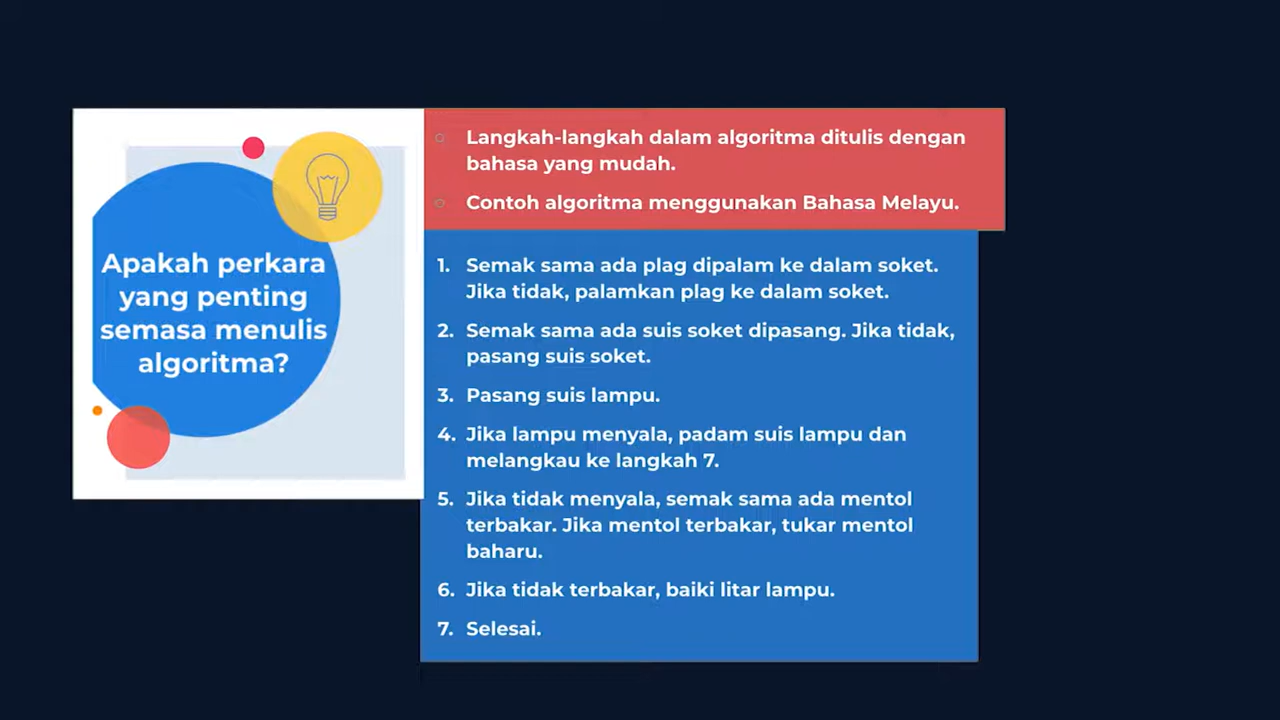 Apakah perkara
yang penting
semasa menulis
algoritma?
Langkah-langkah dalam algoritma ditulis dengan
bahasa yang mudah.
Contoh algoritma menggunakan Bahasa Melayu.
1. Semak sama ada plag dipalam ke dalam soket.
Jika tidak, palamkan plag ke dalam soket.
2. Semak sama ada suis soket dipasang. Jika tidak,
pasang suis soket.
3. Pasang suis lampu.
4. Jika lampu menyala, padam suis lampu dan
melangkau ke langkah 7.
5. Jika tidak menyala, semak sama ada mentol
terbakar. Jika mentol terbakar, tukar mentol
baharu.
6. Jika tidak terbakar, baiki litar lampu.
7. Selesai.